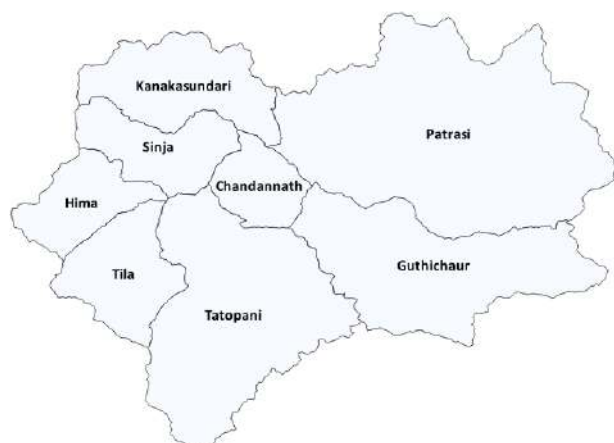 Kanakasundari
Patrasi
Sinja
Chandannath
Hima
Guthichaur
Tila
Tatopani